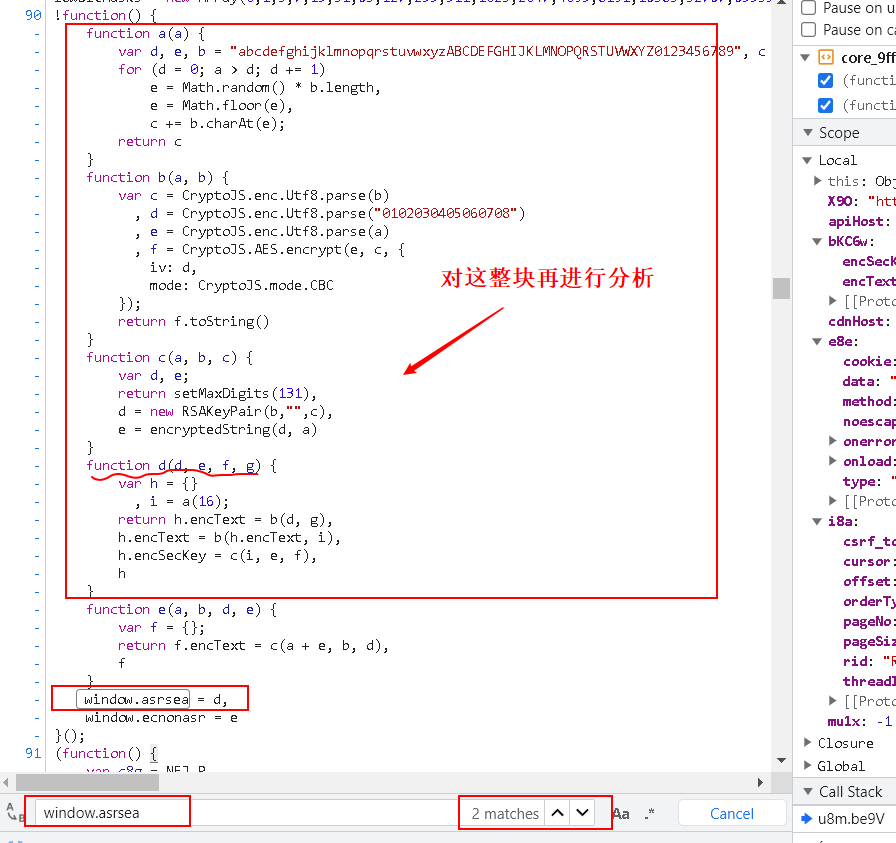 90 !function() {
function a(a) {
var d, e, b = "abcdefghijklmnopqrstuvwxyzABCDEFGHIJKLMNOPQRSTUVWXYZ0123456789", c
for (d = 0; a > d; d += 1)
e = Math.random() * b.length,
e = Math.floor(e),
c += b.charAt(e);
return c
}
function b(a, b) {
var c = CryptoJS.enc.Utf8.parse(b)
, d = CryptoJS.enc.Utf8.parse("0102030405060708")
, e = CryptoJS.enc.Utf8.parse(a)
, f = CryptoJS.AES.encrypt(e, c, {
iv: d,
mode: CryptoJS.mode.CBC
});
return f.toString()
}
function c(a, b, c) {
var d, e;
return setMaxDigits(131),
d = new RSAKeyPair(b,"",c),
e = encryptedString(d, a)
}
function d(d, e, f, g) {
var h = {}
, i = a(16);
return h.encText = b(d, g),
h.encText = b(h.encText, i),
h.encSecKey = c(i, e, f),
h
}
function e(a, b, d, e) {
var f = {};
return f.encText = c(a + e, b, d),
f
}
window.asrsea = d,
window.ecnonasr = e
}();
91 (function() {
var c8g = NEJ.P
对这整块再进行分析
window.asrsea
2 matches
Aa .*
Cancel
Pause on u
Pause on ca
core_9ff
(functi
(functi
Scope
Local
this: Obj
X9O: "htt
apiHost:
bKC6w:
encSecK
encText
[[Proto
cdnHost:
e8e:
cookie:
data: "
method:
noescap
onerror
onload:
type: "
[[Proto
i8a:
csrf_to
cursor:
offset:
orderTy
pageNo:
pageSiz
rid: "R
threadI
[[Proto
mu1x: -1
Closure
Global
Call Stack
u8m.be9V